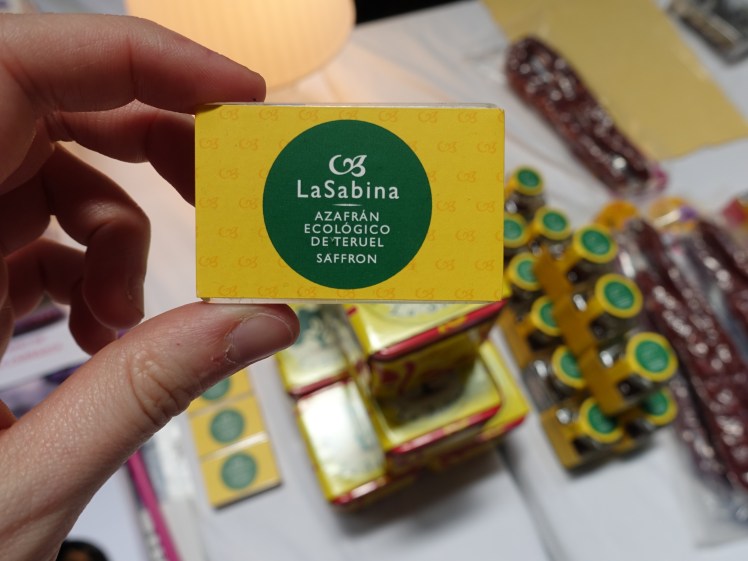 LaSabina
AZAFRÁN
ECOLÓGICO
DE TERUEL
SAFFRON